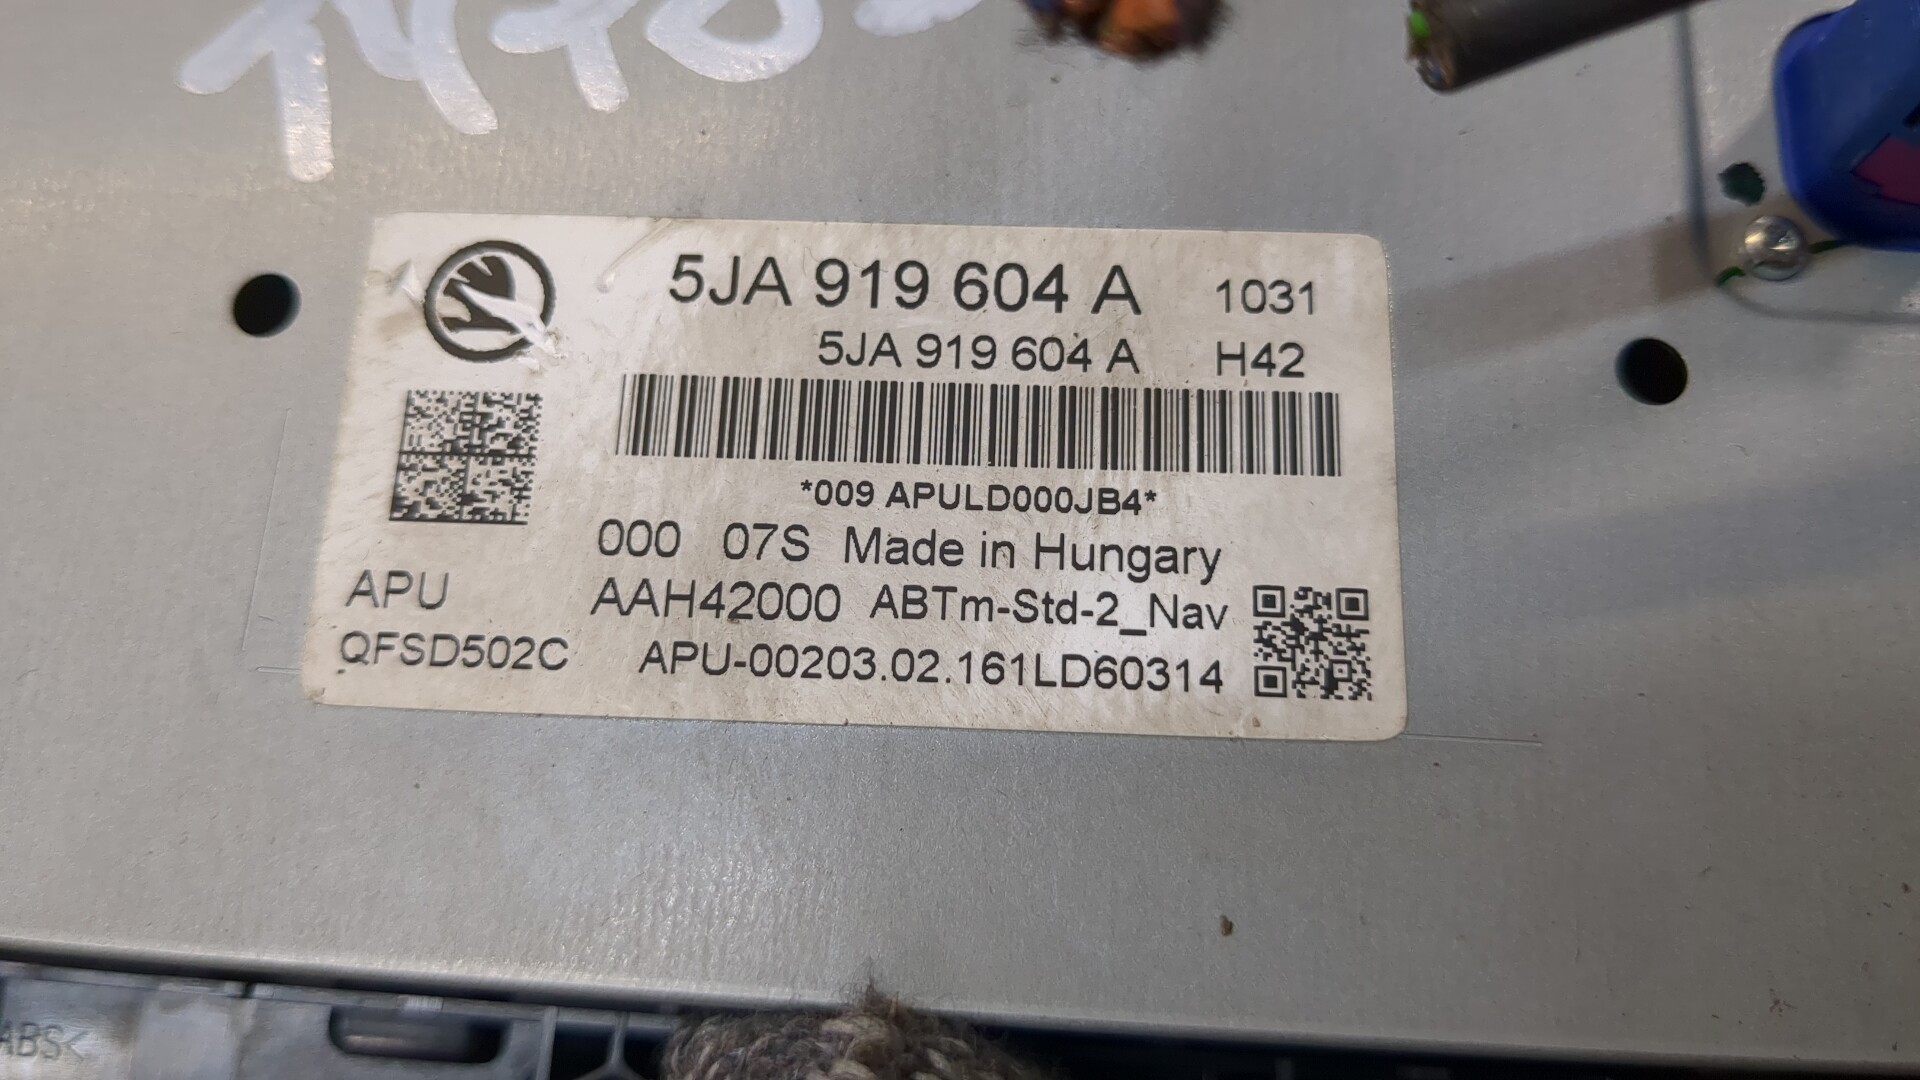 5JA 919 604 A 1031
5JA 919 604 A H42
*009 APULD000JB4*
000 07S Made in Hungary
APU AAH42000 ABTm-Std-2_Nav
QFSD502C APU-00203.02.161LD60314
ABS<